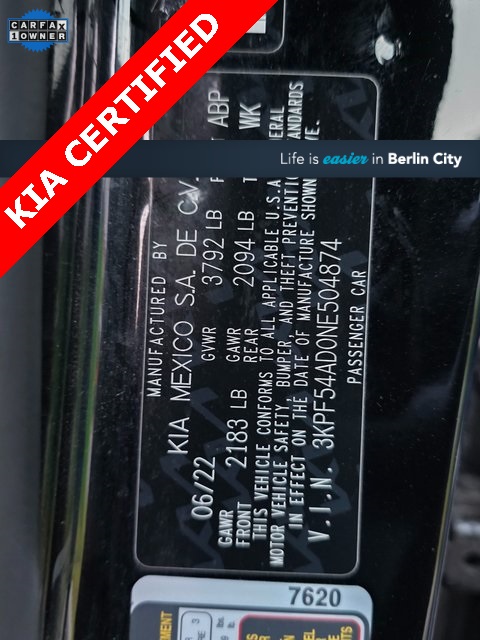 CARFAX
1 OWNER
KIA CERTIFIED
Life is easier in Berlin City
MANUFACTURED BY
KIA MEXICO S.A. DE C.V.
06/22 GVWR 3792 LB
GAWR FRONT 2183 LB GAWR REAR 2094 LB
THIS VEHICLE CONFORMS TO ALL APPLICABLE U.S.A
MOTOR VEHICLE SAFETY, BUMPER, AND THEFT PREVENTION STANDARDS
IN EFFECT ON THE DATE OF MANUFACTURE SHOWN
V.I.N. 3KPF54AD0NE504874
PASSENGER CAR
ABP
WK
7620